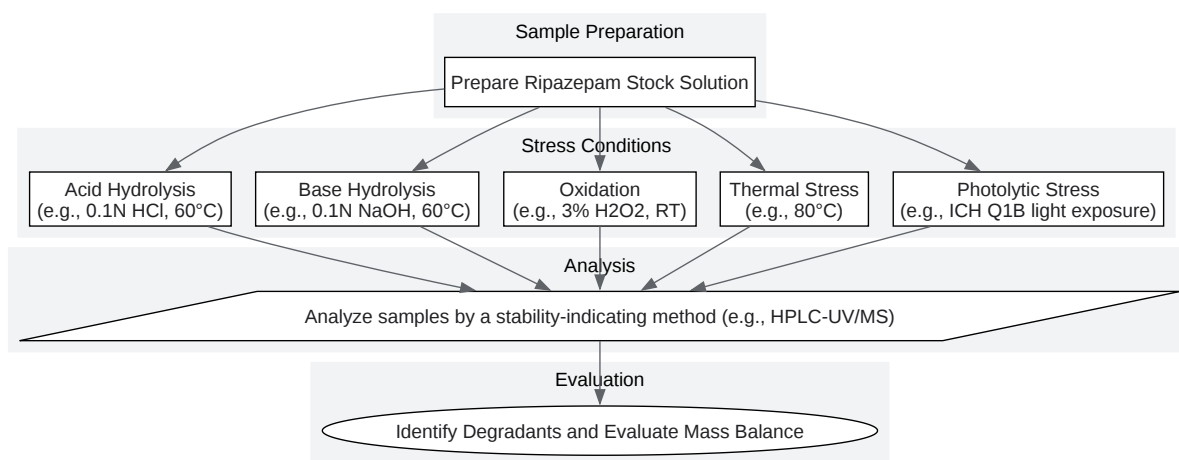 Sample Preparation
Prepare Ripazepam Stock Solution
Stress Conditions
Acid Hydrolysis
(e.g., 0.1N HCl, 60°C)
Base Hydrolysis
(e.g., 0.1N NaOH, 60°C)
Oxidation
(e.g., 3% H2O2, RT)
Thermal Stress
(e.g., 80°C)
Photolytic Stress
(e.g., ICH Q1B light exposure)
Analysis
Analyze samples by a stability-indicating method (e.g., HPLC-UV/MS)
Evaluation
Identify Degradants and Evaluate Mass Balance